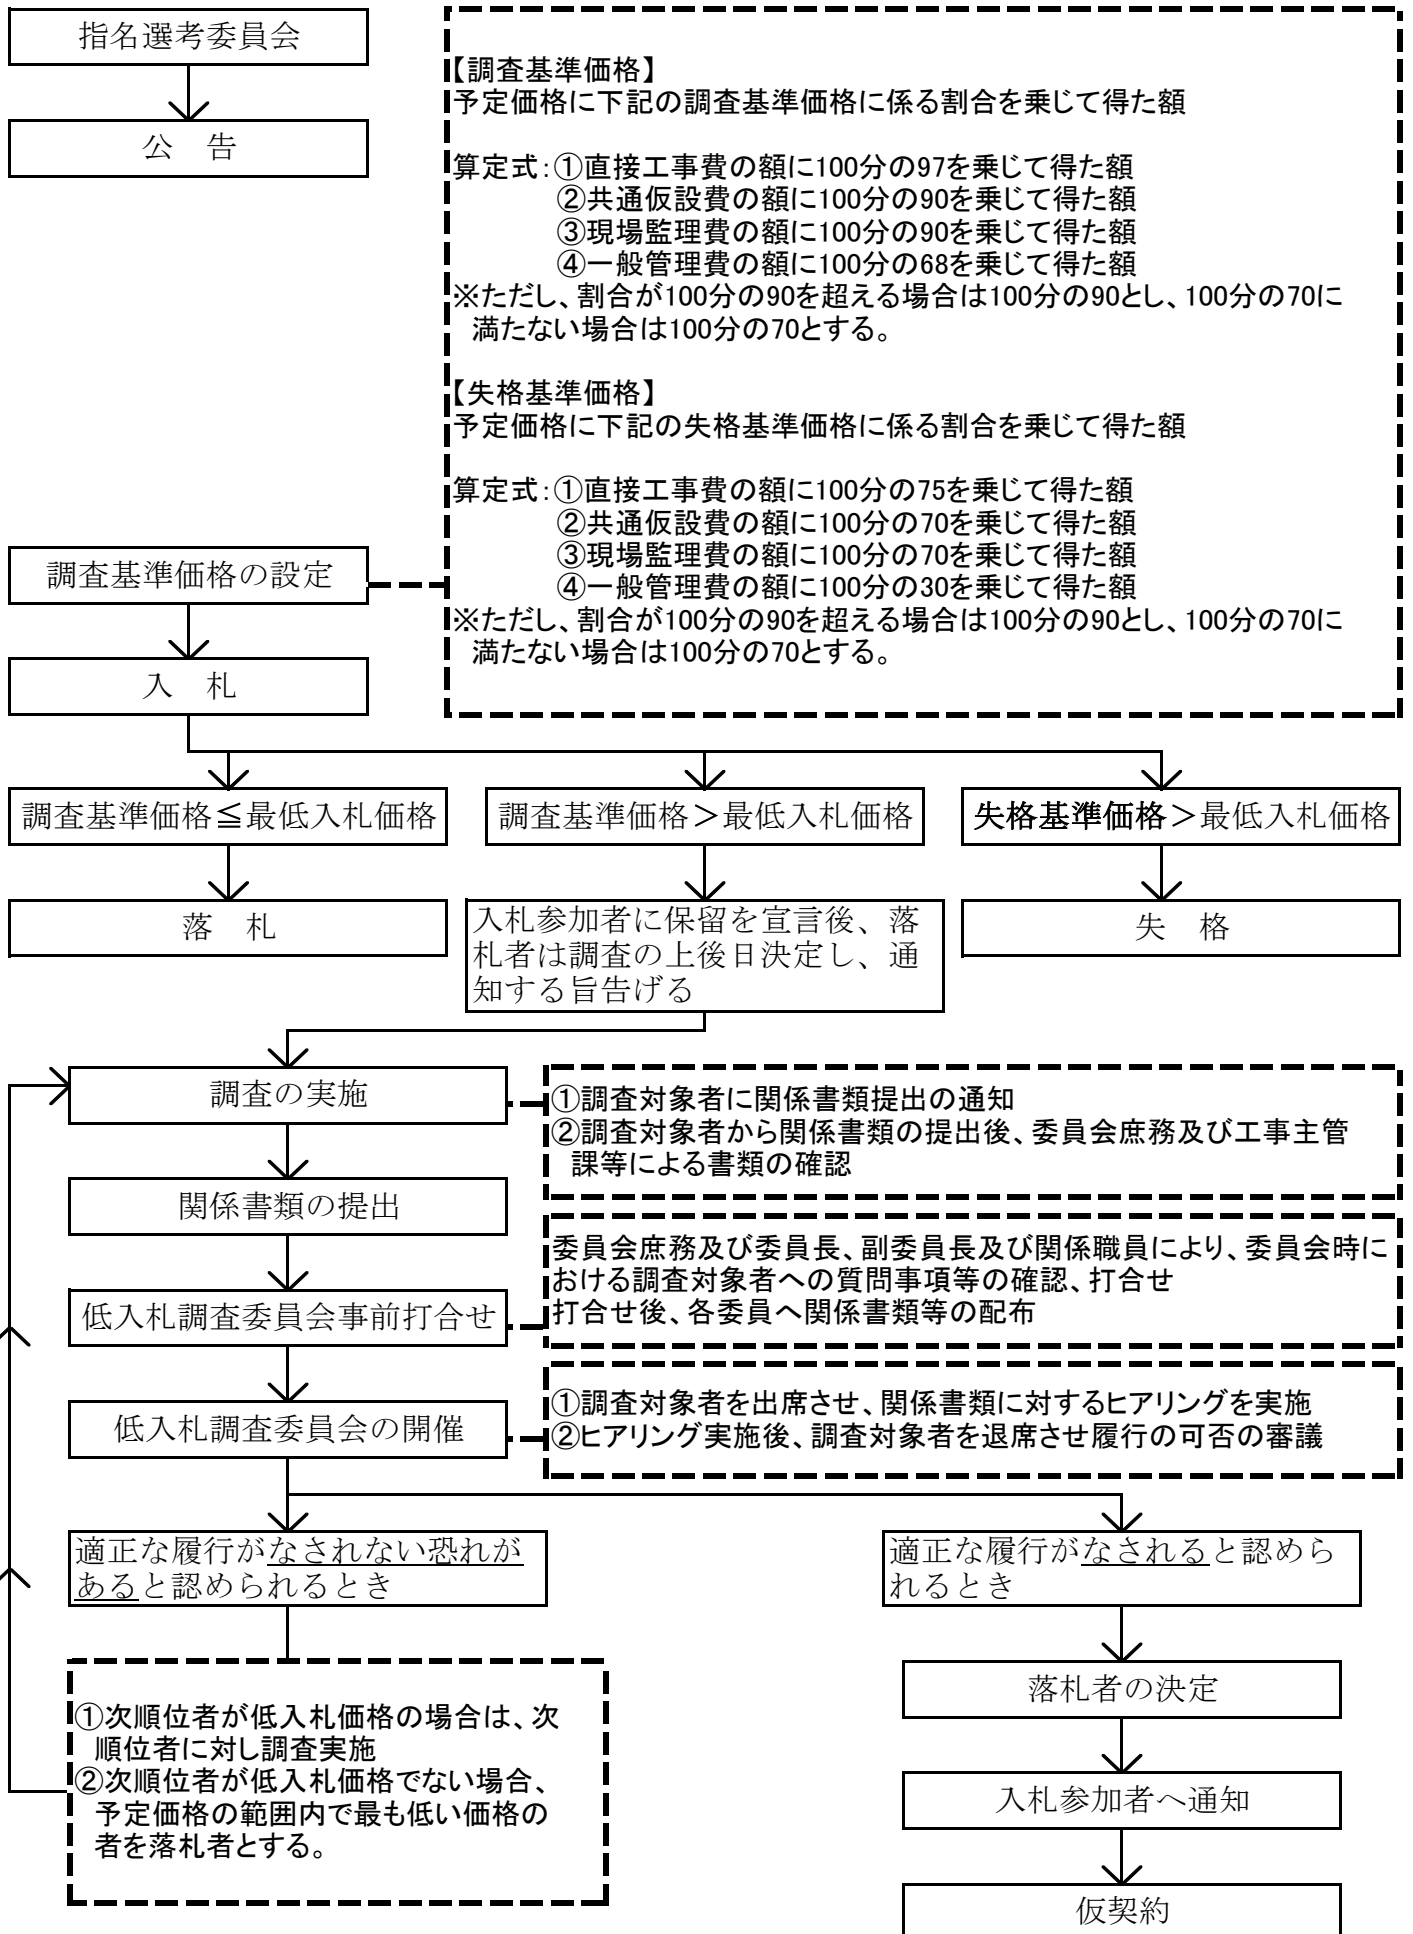 指名選考委員会
公　告
【調査基準価格】
予定価格に下記の調査基準価格に係る割合を乗じて得た額
算定式：①直接工事費の額に100分の97を乗じて得た額
②共通仮設費の額に100分の90を乗じて得た額
③現場監理費の額に100分の90を乗じて得た額
④一般管理費の額に100分の68を乗じて得た額
※ただし、割合が100分の90を超える場合は100分の90とし、100分の70に
満たない場合は100分の70とする。
【失格基準価格】
予定価格に下記の失格基準価格に係る割合を乗じて得た額
算定式：①直接工事費の額に100分の75を乗じて得た額
②共通仮設費の額に100分の70を乗じて得た額
③現場監理費の額に100分の70を乗じて得た額
④一般管理費の額に100分の30を乗じて得た額
※ただし、割合が100分の90を超える場合は100分の90とし、100分の70に
満たない場合は100分の70とする。
調査基準価格の設定
入　札
調査基準価格≦最低入札価格
調査基準価格＞最低入札価格
失格基準価格＞最低入札価格
落　札
入札参加者に保留を宣言後、落
札者は調査の上後日決定し、通
知する旨告げる
失　格
調査の実施
①調査対象者に関係書類提出の通知
②調査対象者から関係書類の提出後、委員会庶務及び工事主管
課等による書類の確認
関係書類の提出
委員会庶務及び委員長、副委員長及び関係職員により、委員会時に
おける調査対象者への質問事項等の確認、打合せ
打合せ後、各委員へ関係書類等の配布
低入札調査委員会事前打合せ
①調査対象者を出席させ、関係書類に対するヒアリングを実施
②ヒアリング実施後、調査対象者を退席させ履行の可否の審議
低入札調査委員会の開催
適正な履行がなされない恐れが
あると認められるとき
適正な履行がなされると認めら
れるとき
①次順位者が低入札価格の場合は、次
順位者に対し調査実施
②次順位者が低入札価格でない場合、
予定価格の範囲内で最も低い価格の
者を落札者とする。
落札者の決定
入札参加者へ通知
仮契約